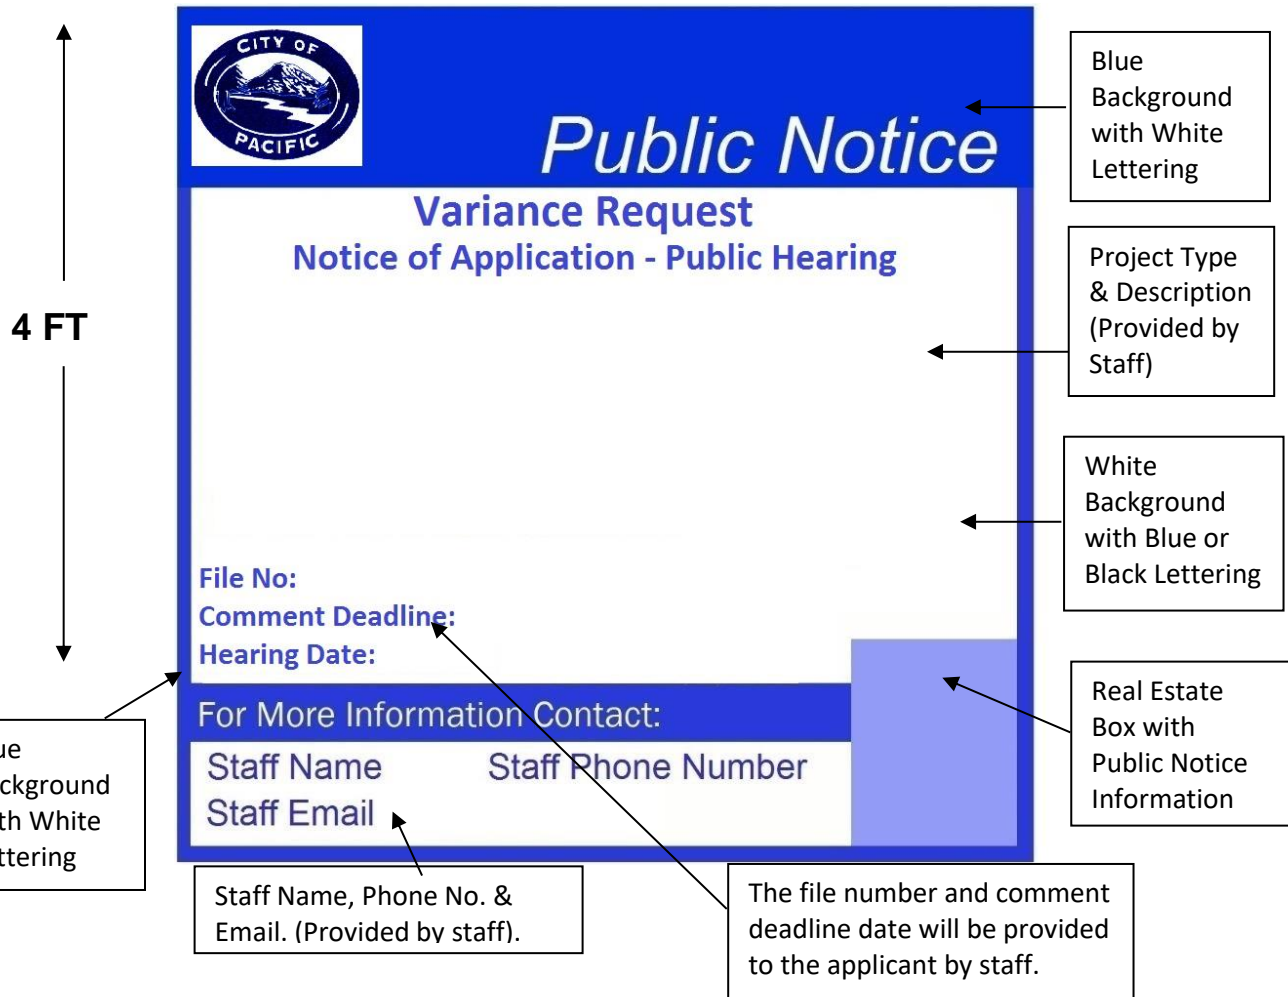 CITY OF
PACIFIC
Public Notice
Variance Request
Notice of Application - Public Hearing
4 FT
File No:
Comment Deadline:
Hearing Date:
For More Information Contact:
Staff Name
Staff Phone Number
Staff Email
Blue
Background
with White
Lettering
Project Type
& Description
(Provided by
Staff)
White
Background
with Blue or
Black Lettering
Real Estate
Box with
Public Notice
Information
ue
ckground
th White
ttering
Staff Name, Phone No. &
Email. (Provided by staff).
The file number and comment
deadline date will be provided
to the applicant by staff.